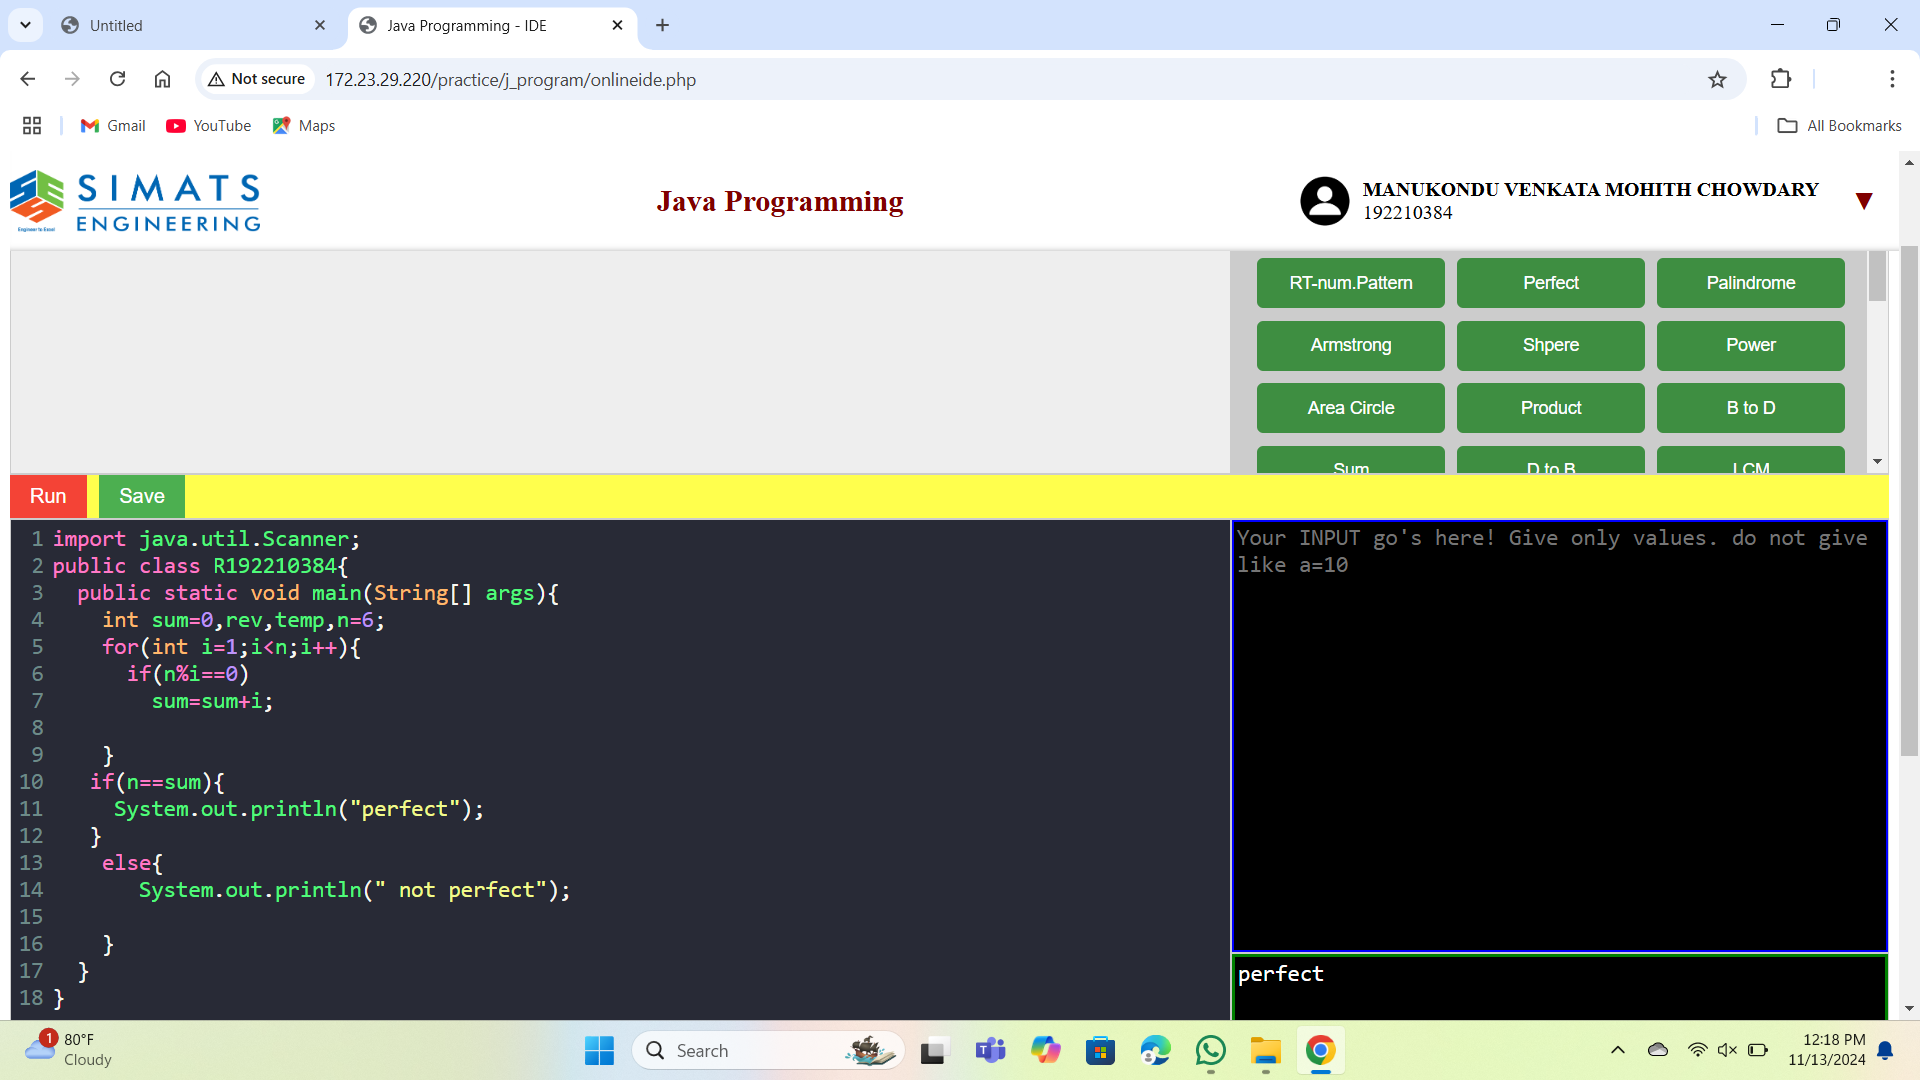 Untitled
Java Programming - IDE
Not secure
172.23.29.220/practice/j_program/onlineide.php
Gmail
YouTube
Maps
All Bookmarks
SIMATS
ENGINEERING
Engineer to Excel
Java Programming
MANUKONDU VENKATA MOHITH CHOWDARY
192210384
RT-num.Pattern
Perfect
Palindrome
Armstrong
Shpere
Power
Area Circle
Product
B to D
Sum
D to B
LCM
Run
Save
1 import java.util.Scanner;
2 public class R192210384{
3   public static void main(String[] args){
4     int sum=0,rev,temp,n=6;
5     for(int i=1;i<n;i++){
6       if(n%i==0)
7         sum=sum+i;
8
9     }
10    if(n==sum){
11      System.out.println("perfect");
12    }
13     else{
14        System.out.println(" not perfect");
15
16     }
17   }
18 }
Your INPUT go's here! Give only values. do not give
like a=10
perfect
1
80°F
Cloudy
Search
12:18 PM
11/13/2024